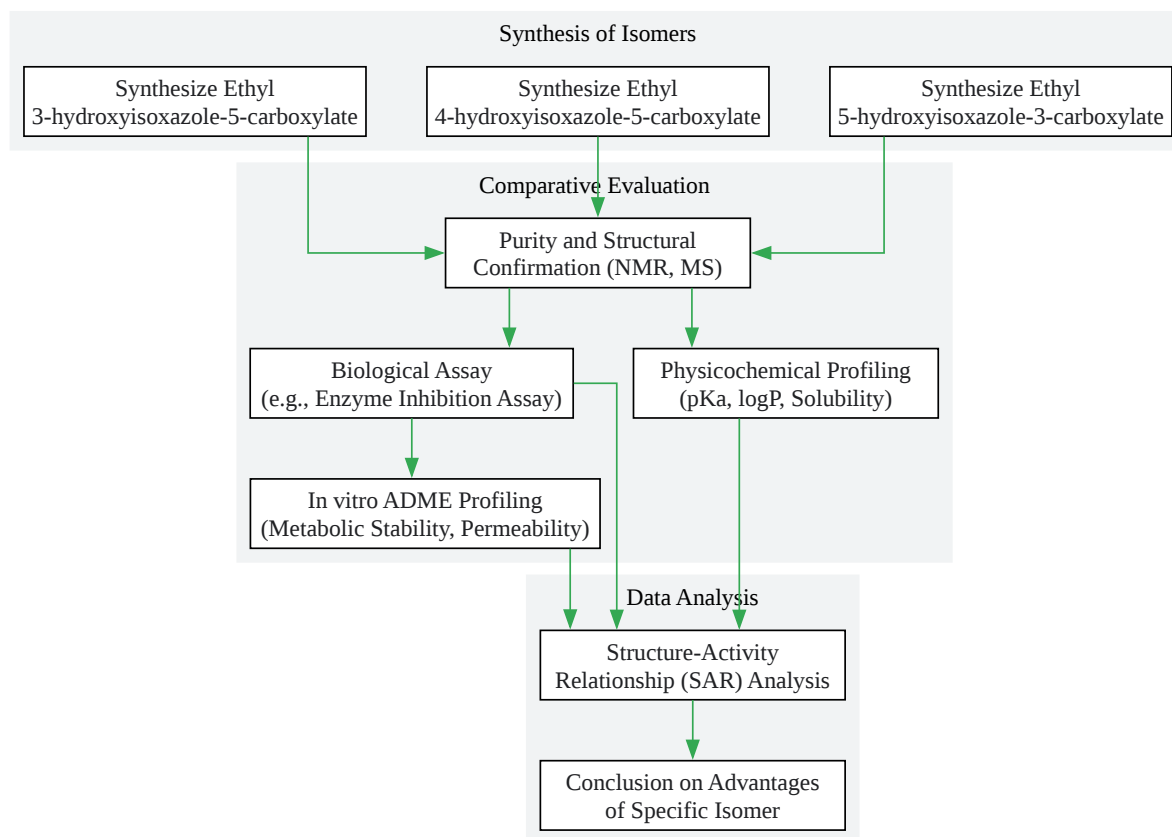 Synthesis of Isomers
Synthesize Ethyl
3-hydroxyisoxazole-5-carboxylate
Synthesize Ethyl
4-hydroxyisoxazole-5-carboxylate
Synthesize Ethyl
5-hydroxyisoxazole-3-carboxylate
Comparative Evaluation
Purity and Structural
Confirmation (NMR, MS)
Biological Assay
(e.g., Enzyme Inhibition Assay)
Physicochemical Profiling
(pKa, logP, Solubility)
In vitro ADME Profiling
(Metabolic Stability, Permeability)
Data Analysis
Structure-Activity
Relationship (SAR) Analysis
Conclusion on Advantages
of Specific Isomer